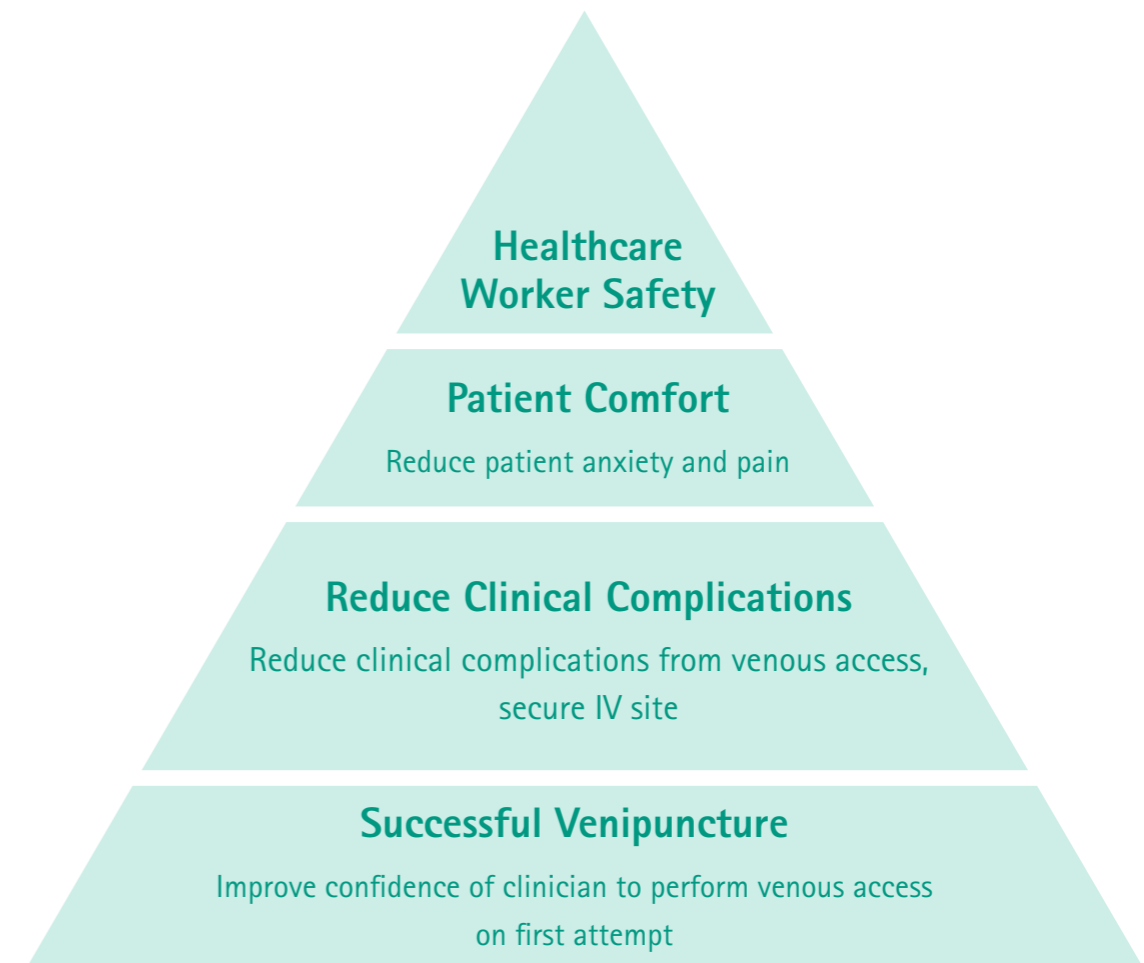 Healthcare
Worker Safety
Patient Comfort
Reduce patient anxiety and pain
Reduce Clinical Complications
Reduce clinical complications from venous access,
secure IV site
Successful Venipuncture
Improve confidence of clinician to perform venous access
on first attempt